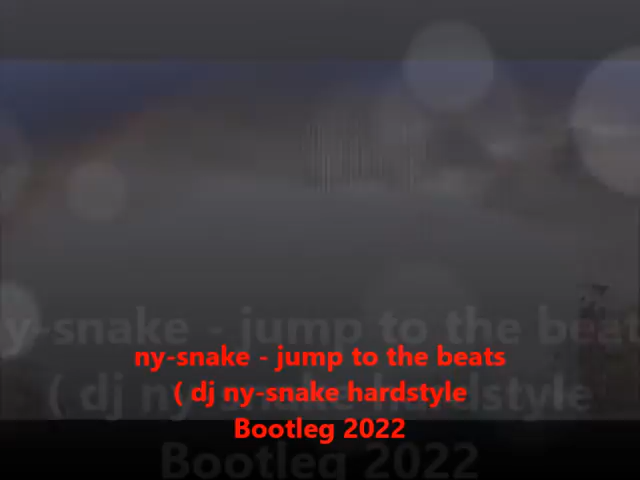 ny-snake - jump to the beats
( dj ny-snake hardstyle
Bootleg 2022